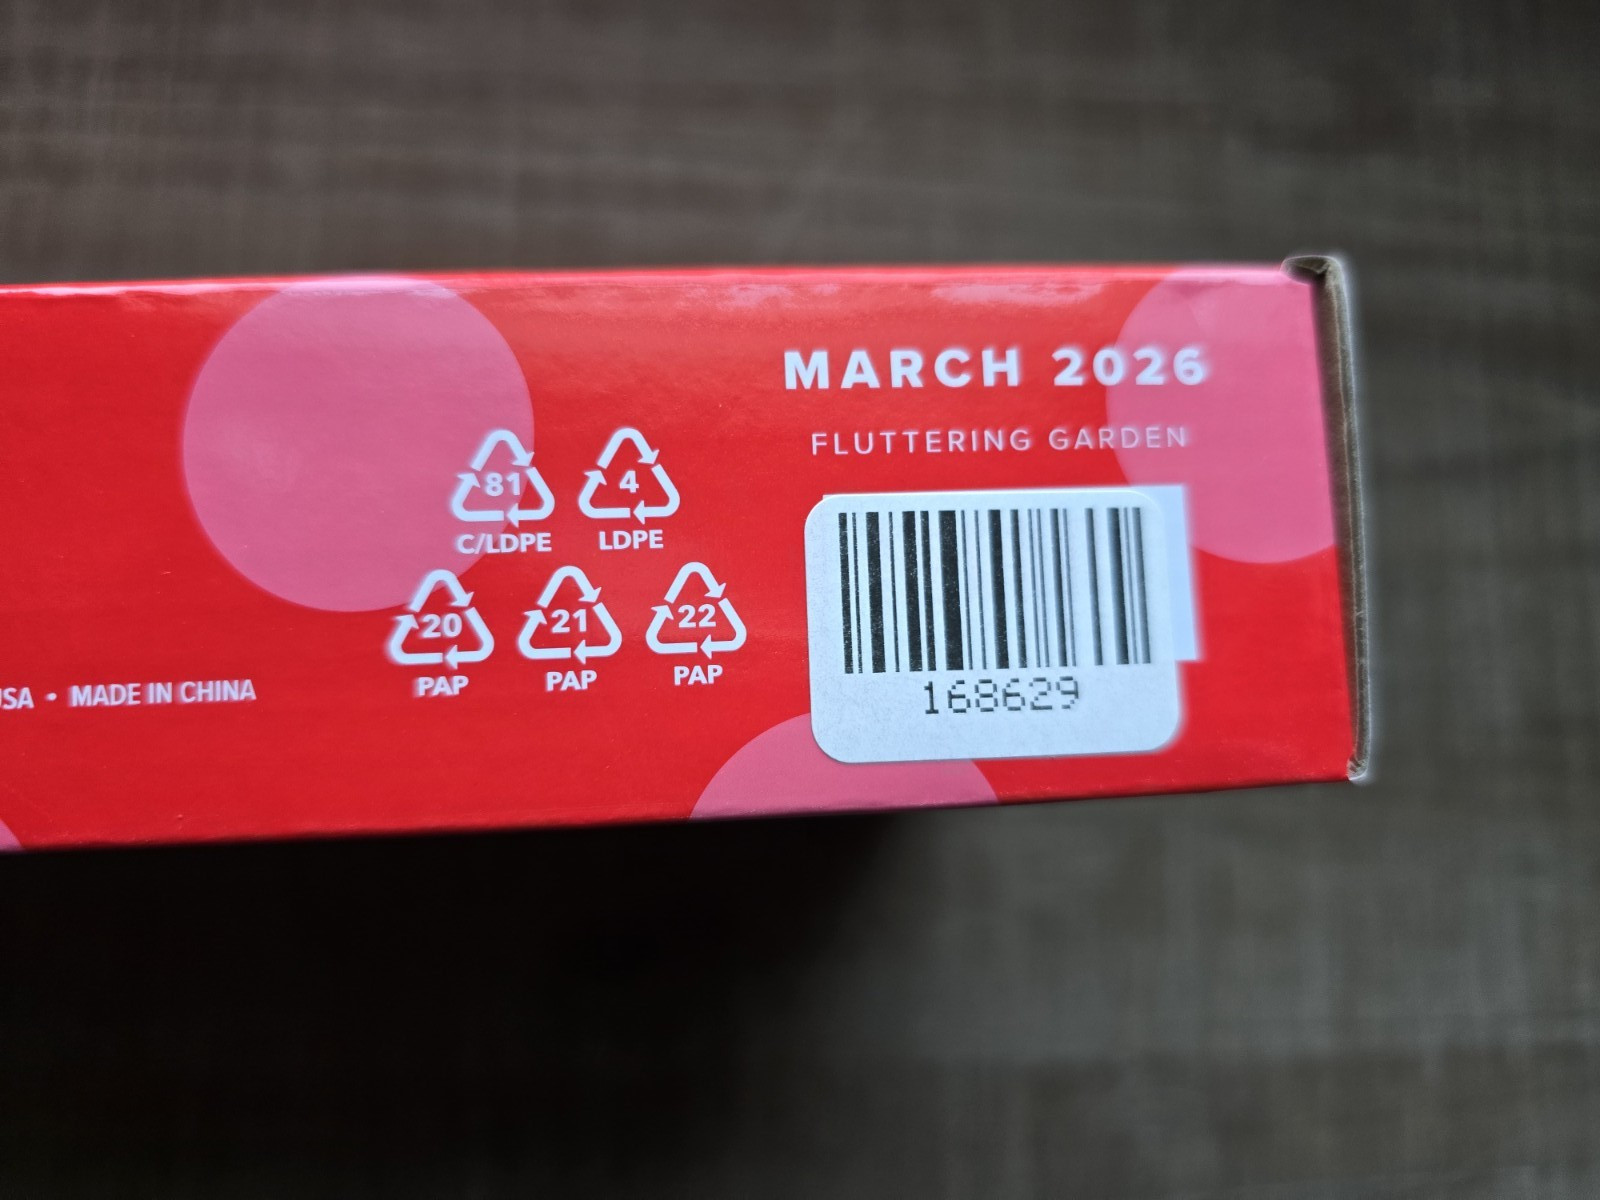 MARCH 2026
FLUTTERING GARDEN
81 4
C/LDPE LDPE
20 21 22
PAP PAP PAP
USA • MADE IN CHINA
168629